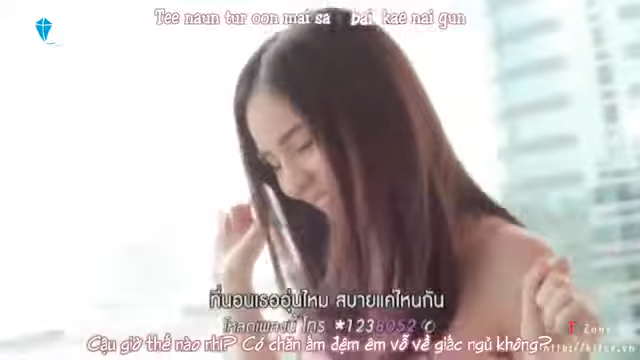 Tee naun tur oon mai sa bai kae nai gun
ที่นอนเธออุ่นไหม สบายแค่ไหนกัน
โหลดเพลงนี้ โทร *1238052
Cậu giờ thế nào nhỉ? Có chăn ấm đệm êm vỗ về giấc ngủ không?
T Zone